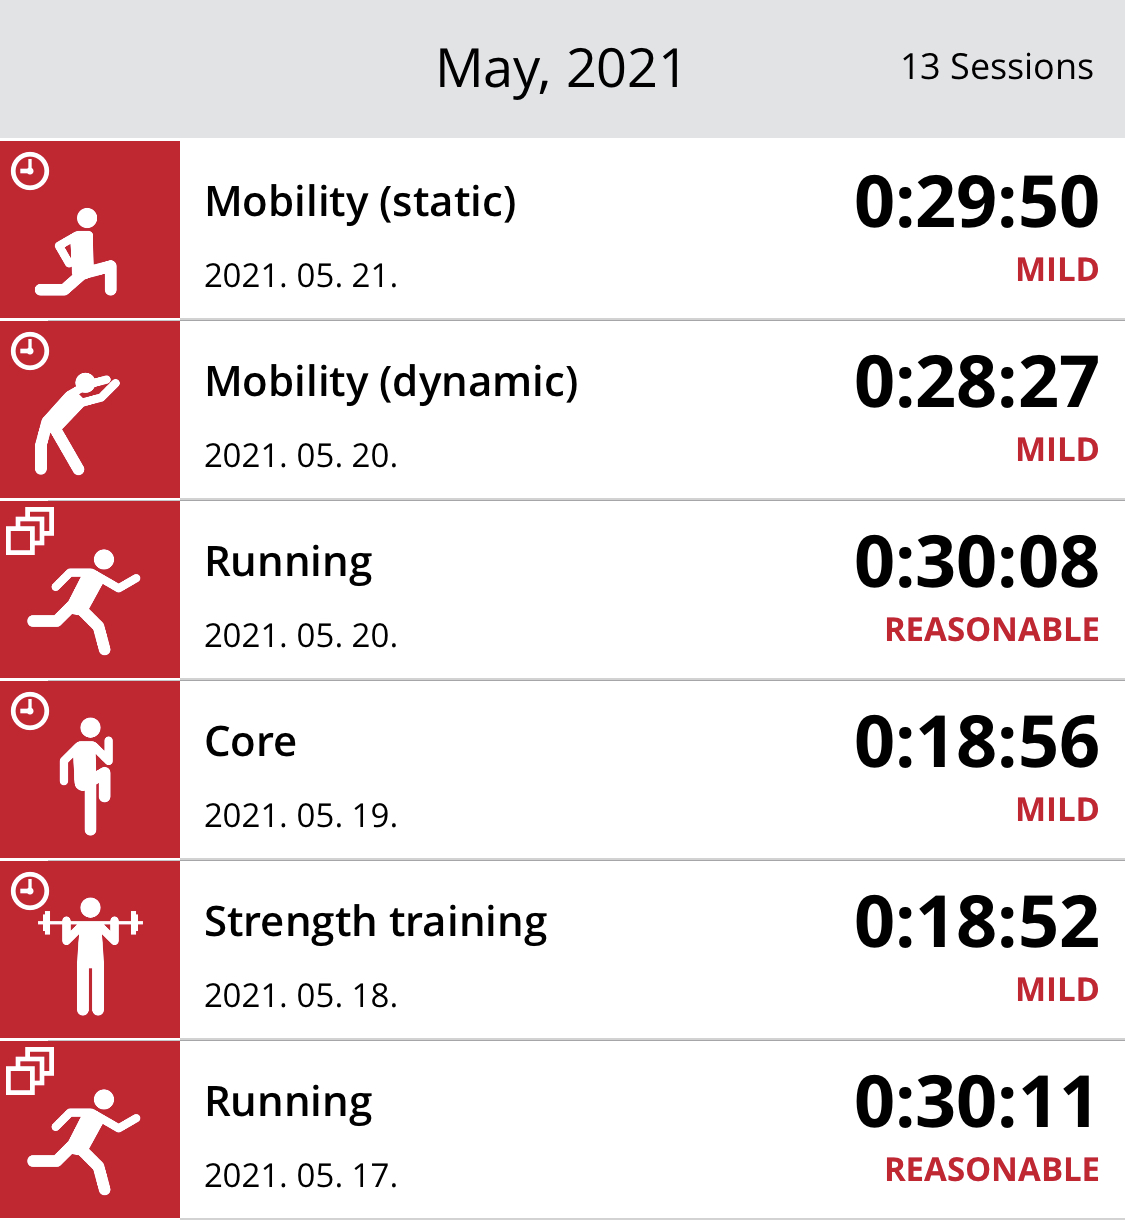 May, 2021
13 Sessions
Mobility (static)
0:29:50
2021. 05. 21.
MILD
Mobility (dynamic)
0:28:27
2021. 05. 20.
MILD
Running
0:30:08
2021. 05. 20.
REASONABLE
Core
0:18:56
2021. 05. 19.
MILD
Strength training
0:18:52
2021. 05. 18.
MILD
Running
0:30:11
2021. 05. 17.
REASONABLE